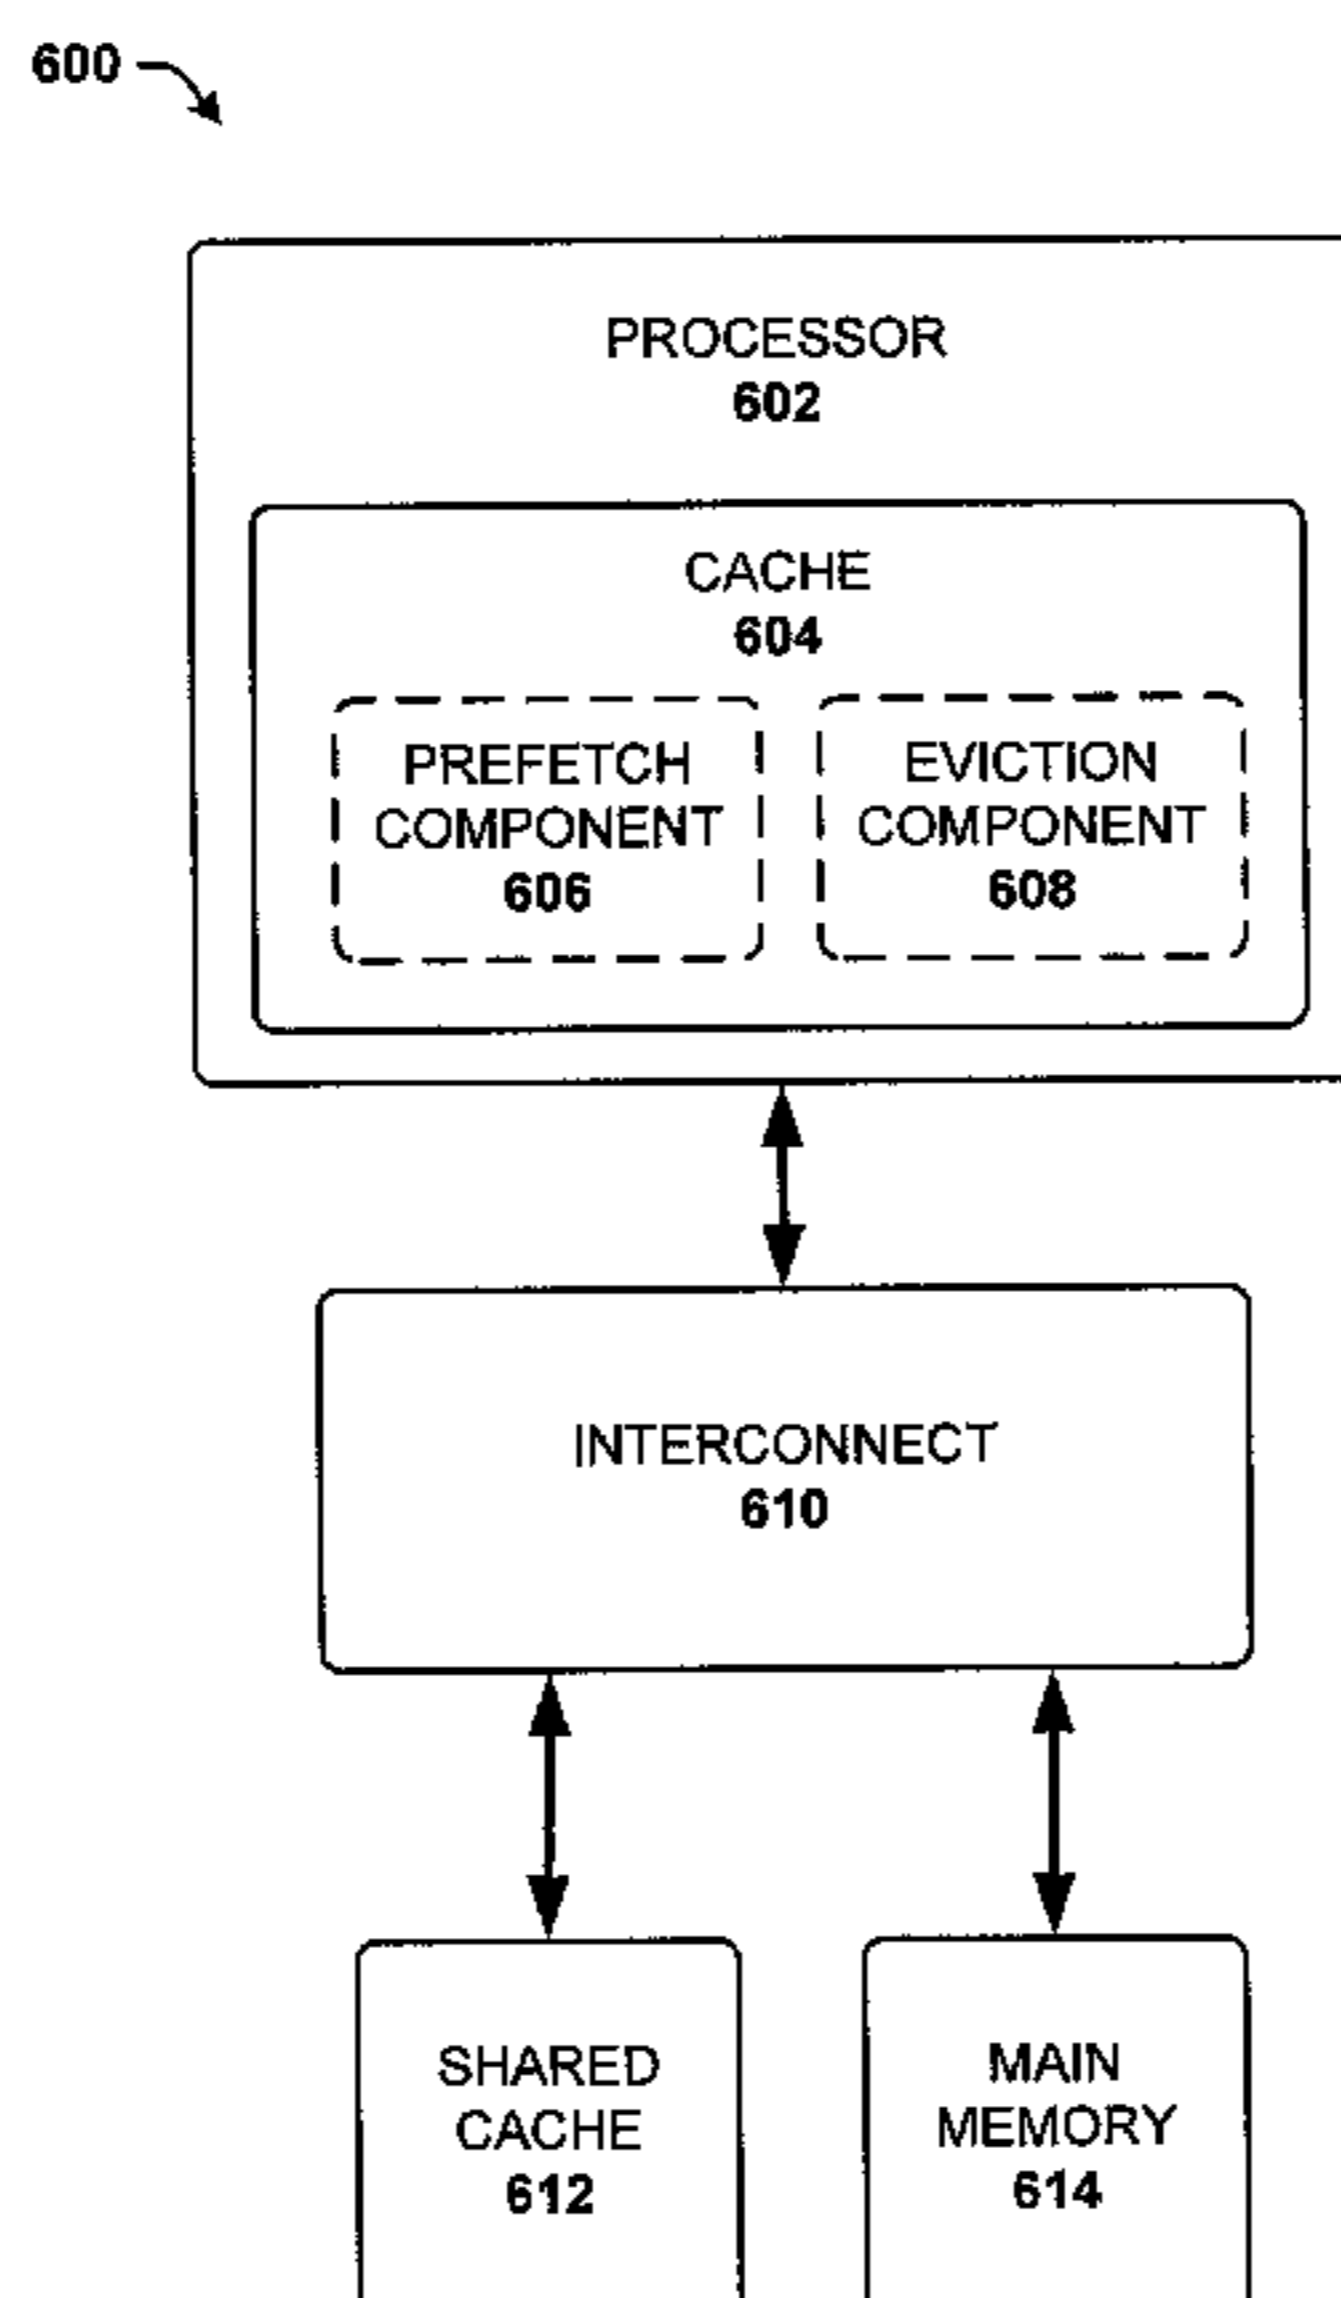 600
PROCESSOR
602
CACHE
604
PREFETCH
COMPONENT
606
EVICTION
COMPONENT
608
INTERCONNECT
610
SHARED
CACHE
612
MAIN
MEMORY
614